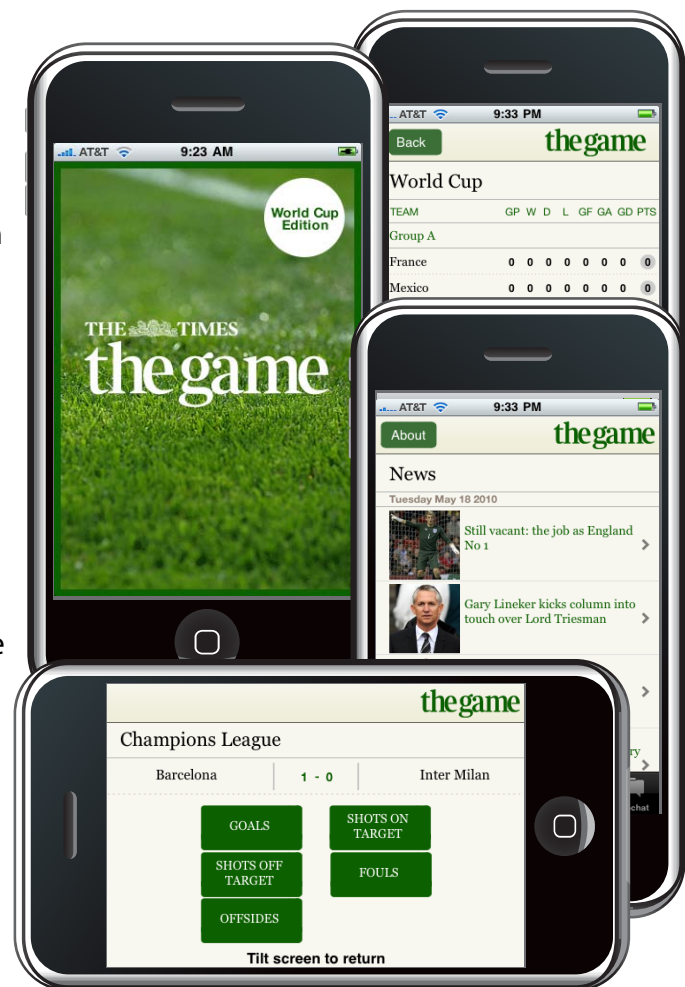 AT&T 9:23 AM
World Cup
Edition
THE TIMES
the game
AT&T 9:33 PM
Back the game
World Cup
TEAM GP W D L GF GA GD PTS
Group A
France 0 0 0 0 0 0 0 0
Mexico 0 0 0 0 0 0 0 0
AT&T 9:33 PM
About the game
News
Tuesday May 18 2010
Still vacant: the job as England
No 1
Gary Lineker kicks column into
touch over Lord Triesman
ry
chat
e
the game
Champions League
Barcelona 1 - 0 Inter Milan
GOALS
SHOTS ON
TARGET
SHOTS OFF
TARGET
FOULS
OFFSIDES
Tilt screen to return